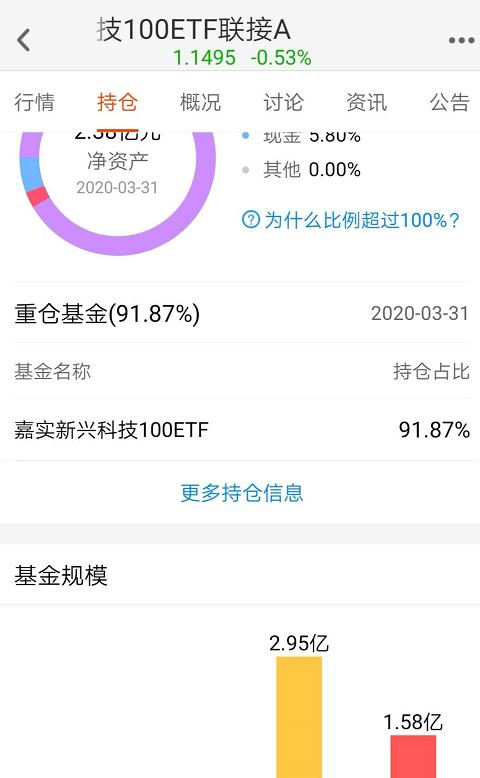 技100ETF联接A
1.1495 -0.53%
行情 持仓 概况 讨论 资讯 公告
2.38亿元
净资产
2020-03-31
现金 5.80%
其他 0.00%
为什么比例超过100%?
重仓基金(91.87%) 2020-03-31
基金名称 持仓占比
嘉实新兴科技100ETF 91.87%
更多持仓信息
基金规模
2.95亿
1.58亿